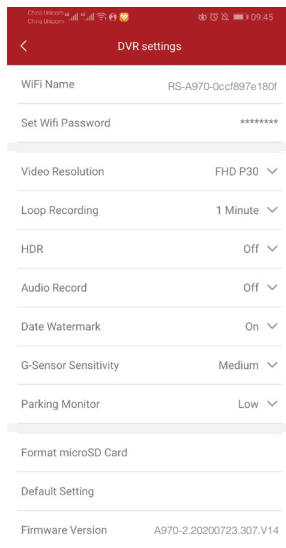 China Unicom
China Unicom
09:45
DVR settings
WiFi Name RS-A970-0ccf897e180f
Set Wifi Password ********
Video Resolution FHD P30
Loop Recording 1 Minute
HDR Off
Audio Record Off
Date Watermark On
G-Sensor Sensitivity Medium
Parking Monitor Low
Format microSD Card
Default Setting
Firmware Version A970-2.20200723.307.V14